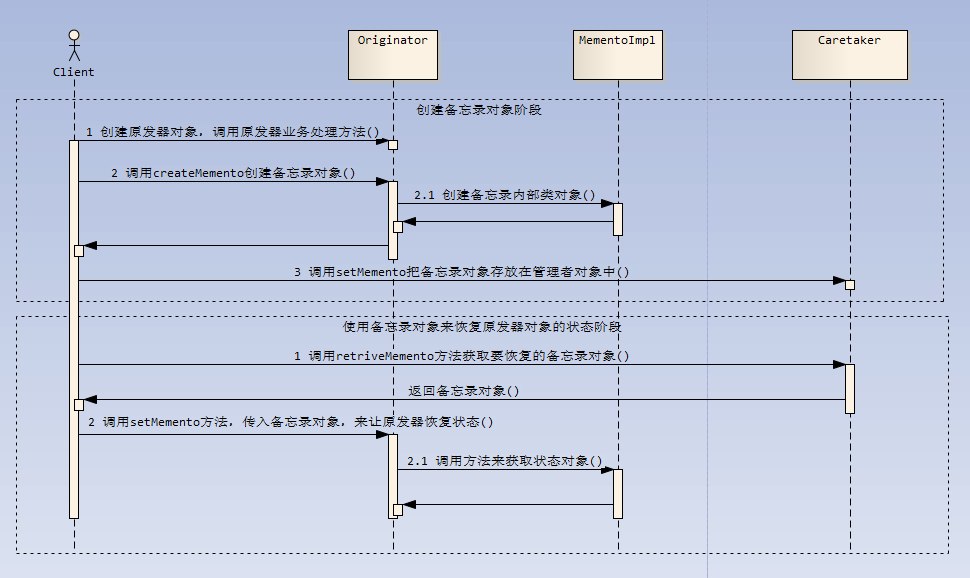 Originator
MementoImpl
Caretaker
Client
创建备忘录对象阶段
1 创建原发器对象，调用原发器业务处理方法()
2 调用createMemento创建备忘录对象()
2.1 创建备忘录内部类对象()
3 调用setMemento把备忘录对象存放在管理者对象中()
使用备忘录对象来恢复原发器对象的状态阶段
1 调用retriveMemento方法获取要恢复的备忘录对象()
返回备忘录对象()
2 调用setMemento方法，传入备忘录对象，来让原发器恢复状态()
2.1 调用方法来获取状态对象()